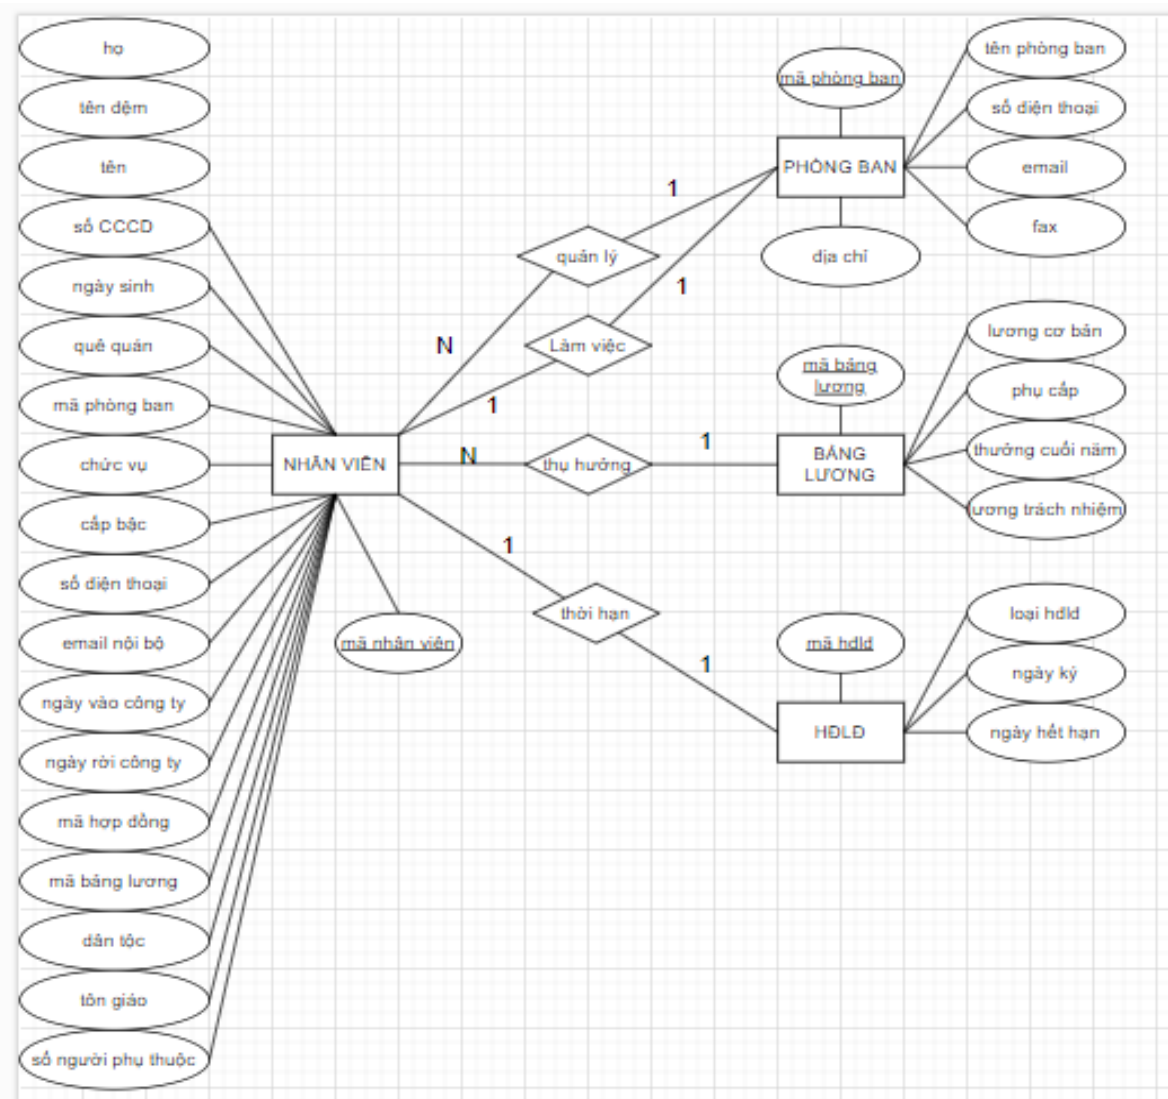 họ
tên đệm
tên
số CCCD
ngày sinh
quê quán
mã phòng ban
chức vụ
cấp bậc
số điện thoại
email nội bộ
ngày vào công ty
ngày rời công ty
mã hợp đồng
mã bảng lương
dân tộc
tôn giáo
số người phụ thuộc
NHÂN VIÊN
mã nhân viên
quản lý
1
N
Làm việc
1
1
thụ hưởng
N
1
thời hạn
1
1
mã phòng ban
PHÒNG BAN
địa chỉ
tên phòng ban
số điện thoại
email
fax
mã bảng
lương
BẢNG
LƯƠNG
lương cơ bản
phụ cấp
thưởng cuối năm
ương trách nhiệm
mã hđlđ
HĐLĐ
loại hđlđ
ngày ký
ngày hết hạn